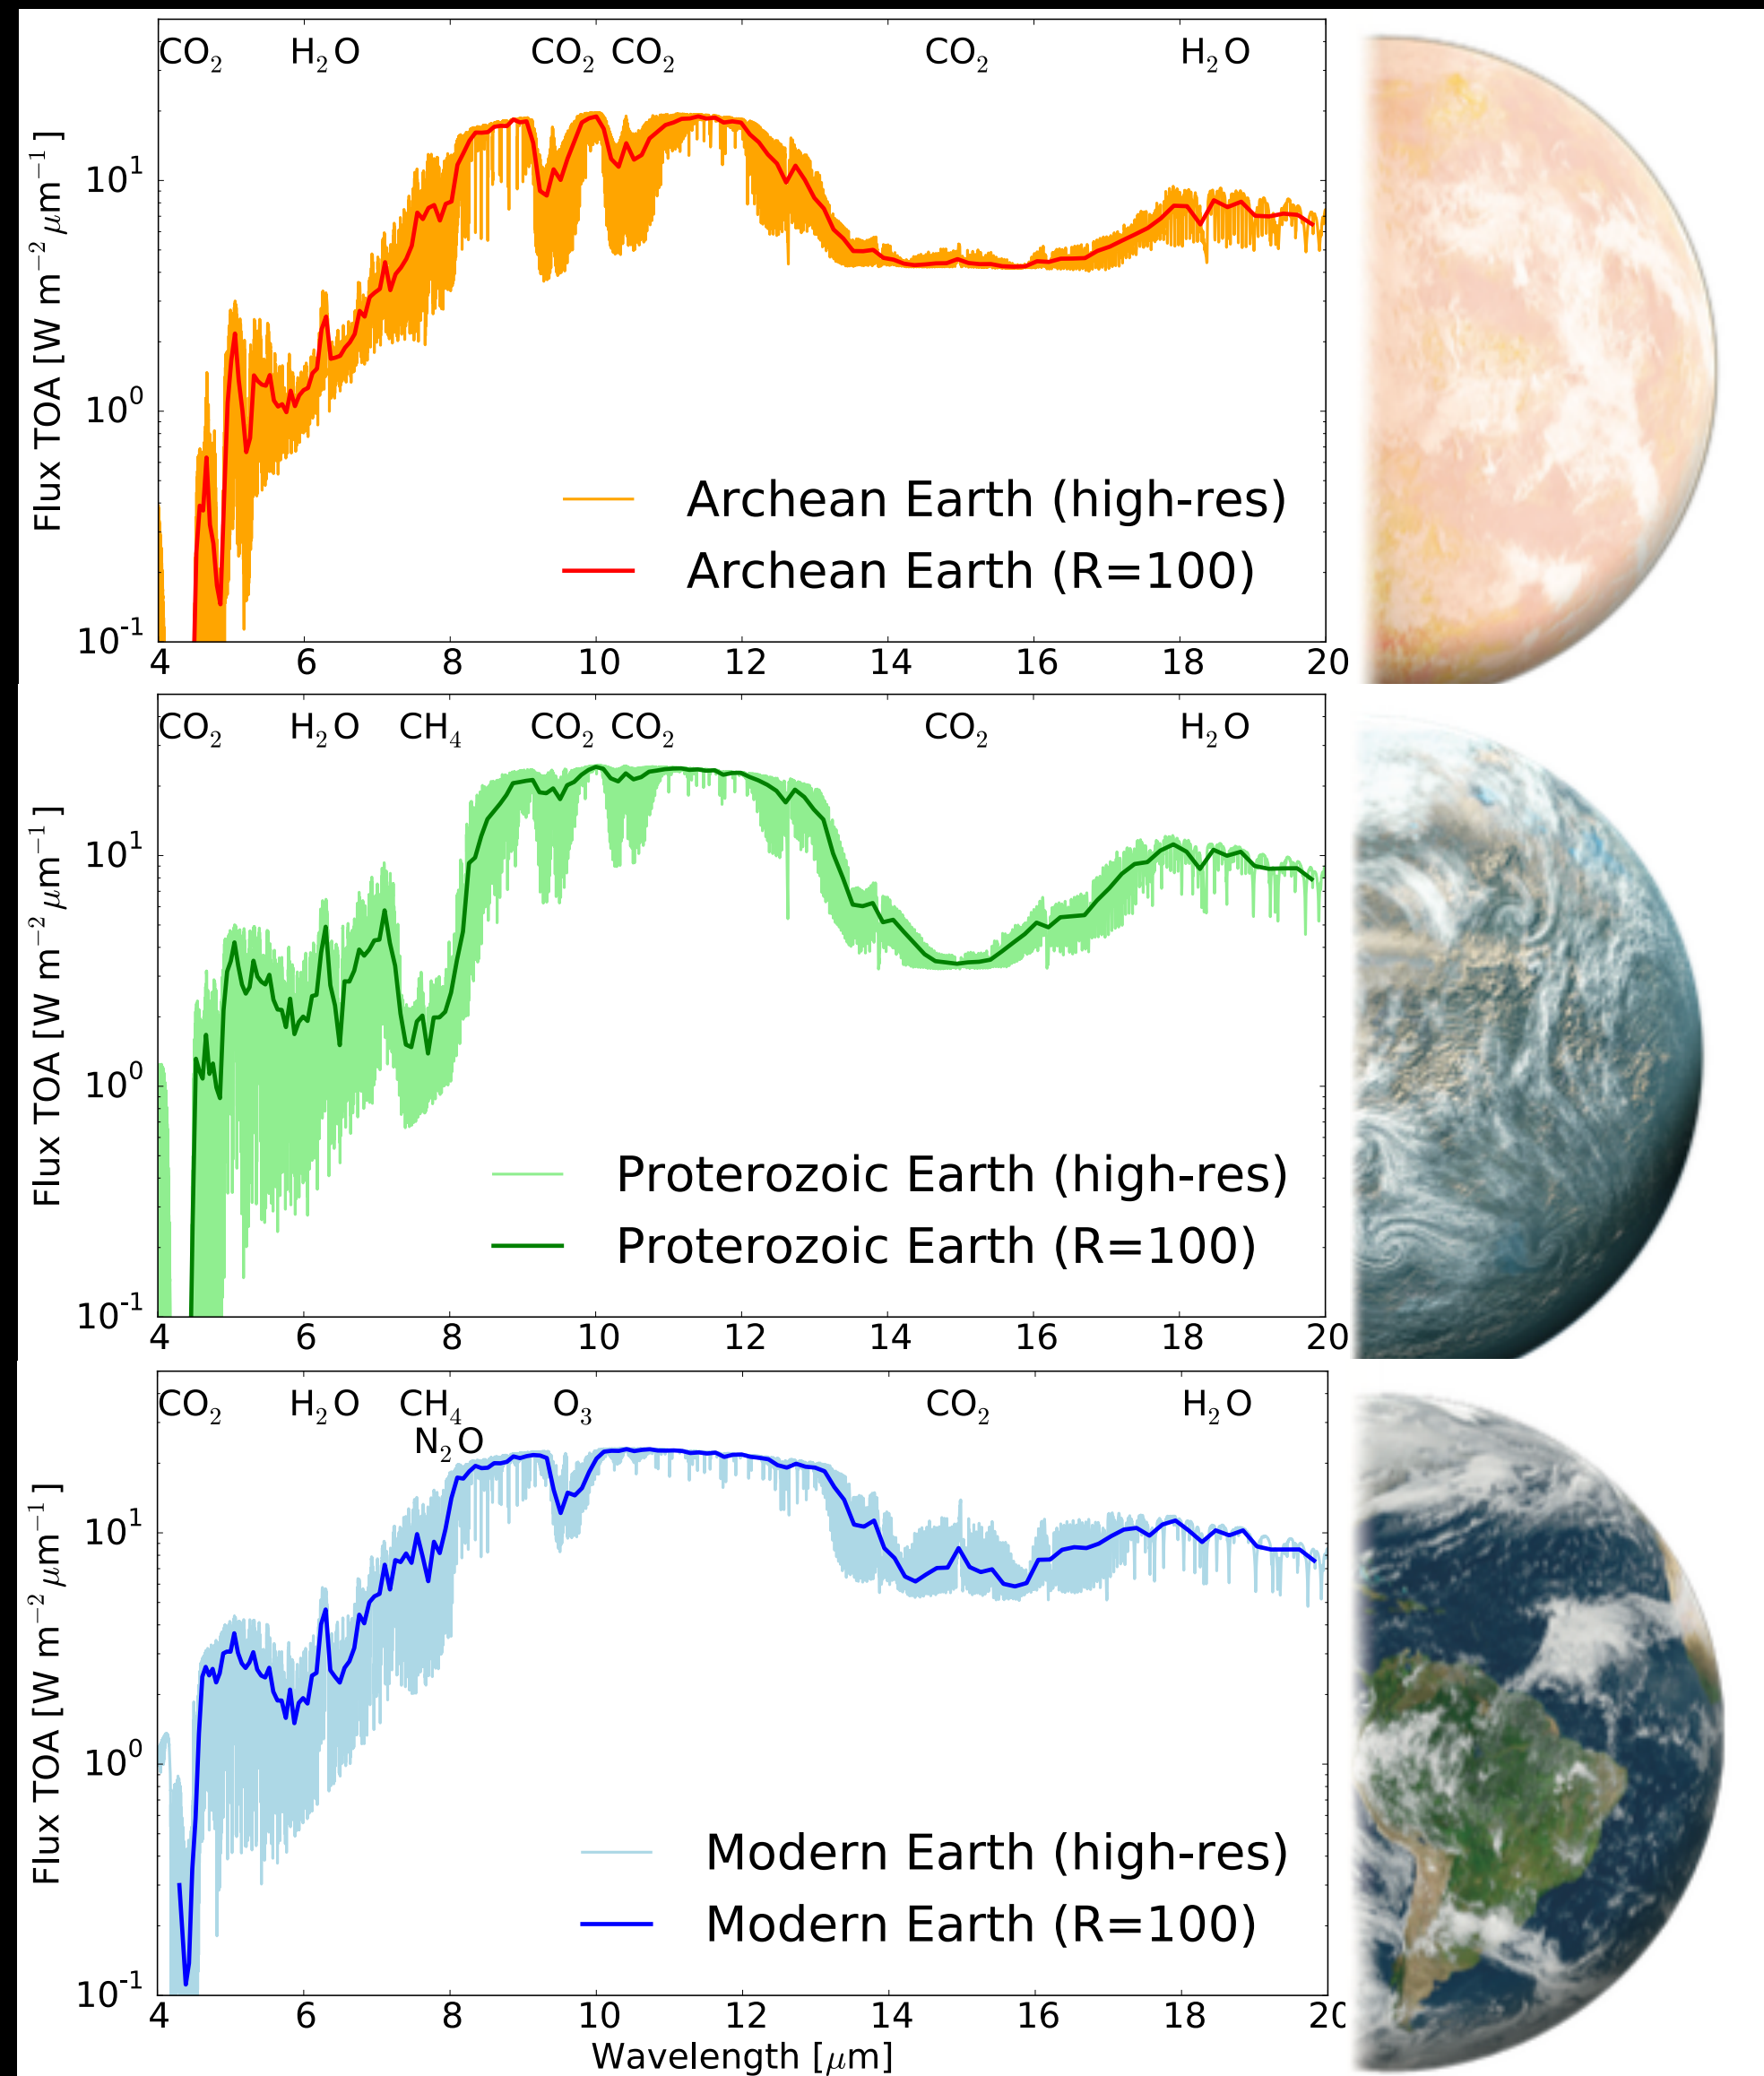 CO₂ H₂O CO₂ CO₂ CO₂ H₂O
Flux TOA [W m⁻² μm⁻¹]
10¹
10⁰
10⁻¹
Archean Earth (high-res)
Archean Earth (R=100)
4 6 8 10 12 14 16 18 20
CO₂ H₂O CH₄ CO₂ CO₂ CO₂ H₂O
Flux TOA [W m⁻² μm⁻¹]
10¹
10⁰
10⁻¹
Proterozoic Earth (high-res)
Proterozoic Earth (R=100)
4 6 8 10 12 14 16 18 20
CO₂ H₂O CH₄ O₃ CO₂ H₂O
N₂O
Flux TOA [W m⁻² μm⁻¹]
10¹
10⁰
10⁻¹
Modern Earth (high-res)
Modern Earth (R=100)
4 6 8 10 12 14 16 18 20
Wavelength [μm]